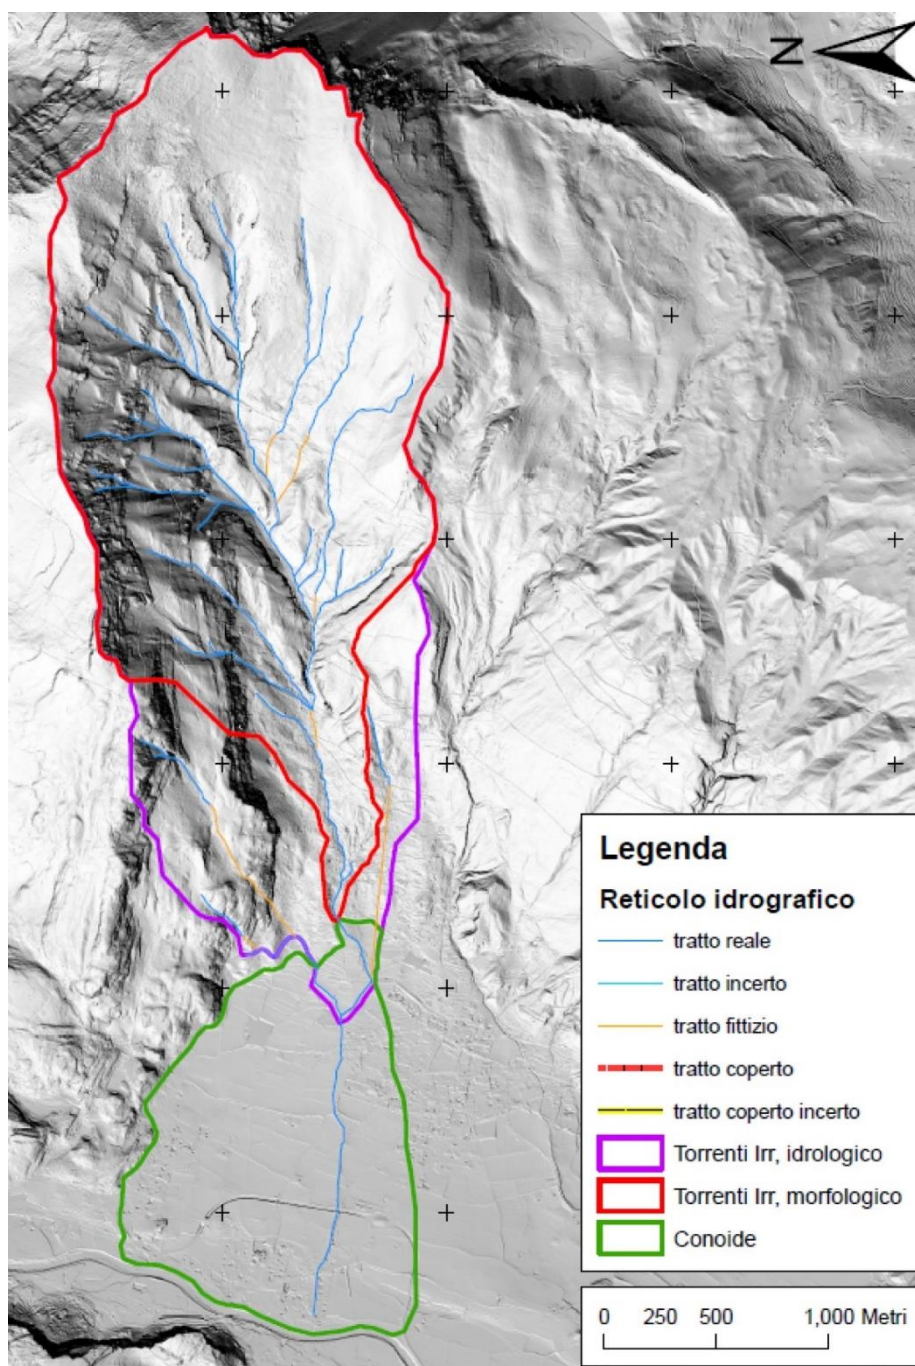 N
Legenda
Reticolo idrografico
tratto reale
tratto incerto
tratto fittizio
tratto coperto
tratto coperto incerto
Torrenti Irr, idrologico
Torrenti Irr, morfologico
Conoide
0 250 500 1,000 Metri